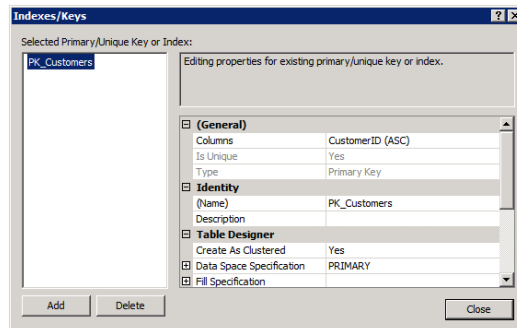 Indexes/Keys
Selected Primary/Unique Key or Index:
PK_Customers
Editing properties for existing primary/unique key or index.
(General)
Columns CustomerID (ASC)
Is Unique Yes
Type Primary Key
Identity
(Name) PK_Customers
Description
Table Designer
Create As Clustered Yes
Data Space Specification PRIMARY
Fill Specification
Add Delete Close